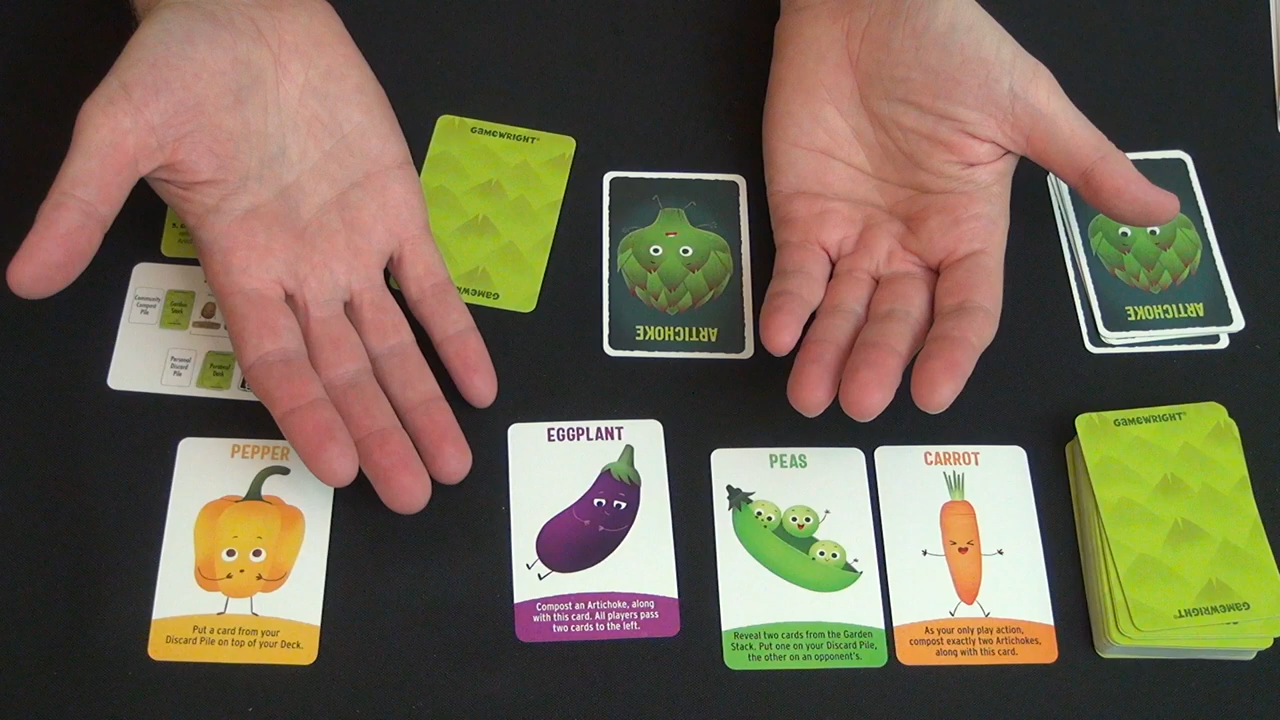 GAMEWRIGHT®
GAMEWRIGHT®
ARTICHOKE
ARTICHOKE
Community
Compost
Pile
Garden
Stack
Personal
Discard
Pile
Personal
Deck
PEPPER
Put a card from your
Discard Pile on top of your Deck.
EGGPLANT
Compost an Artichoke, along
with this card. All players pass
two cards to the left.
PEAS
Reveal two cards from the Garden
Stack. Put one on your Discard Pile,
the other on an opponent's.
CARROT
As your only play action,
compost exactly two Artichokes,
along with this card.
GAMEWRIGHT®
GAMEWRIGHT®